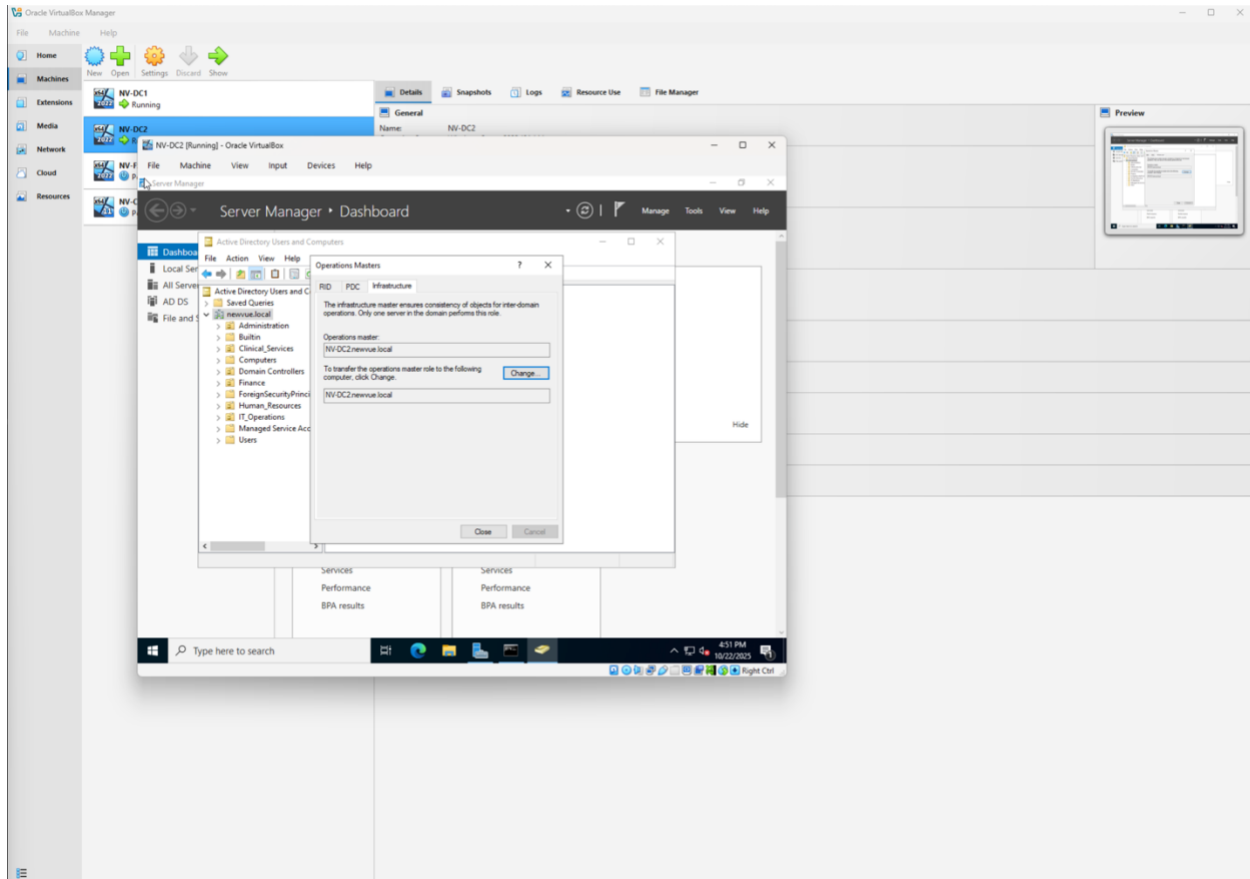 Oracle VirtualBox Manager
File Machine Help
Home
Machines
Extensions
Media
Network
Cloud
Resources
New Open Settings Discard Show
NV-DC1
Running
NV-DC2
Details Snapshots Logs Resource Use File Manager
General
Name: NV-DC2
Preview
NV-DC2 [Running] - Oracle VirtualBox
File Machine View Input Devices Help
Server Manager
Server Manager ‣ Dashboard
Manage Tools View Help
Dashboa
Local Ser
All Serve
AD DS
File and S
Active Directory Users and Computers
File Action View Help
Active Directory Users and C
Saved Queries
newvue.local
Administration
Builtin
Clinical_Services
Computers
Domain Controllers
Finance
ForeignSecurityPrinci
Human_Resources
IT_Operations
Managed Service Acc
Users
Operations Masters
RID PDC Infrastructure
The infrastructure master ensures consistency of objects for inter-domain
operations. Only one server in the domain performs this role.
Operations master:
NV-DC2.newvue.local
To transfer the operations master role to the following
computer, click Change.
Change...
NV-DC2.newvue.local
Close Cancel
Hide
Services Services
Performance Performance
BPA results BPA results
Type here to search
4:51 PM
10/22/2025
Right Ctrl